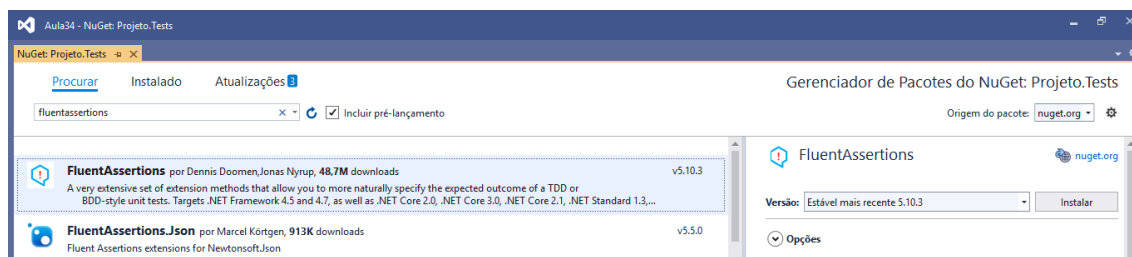 Aula34 - NuGet: Projeto.Tests
NuGet: Projeto.Tests
Procurar Instalado Atualizações 3
Gerenciador de Pacotes do NuGet: Projeto.Tests
fluentassertions
Incluir pré-lançamento
Origem do pacote: nuget.org
FluentAssertions por Dennis Doomen,Jonas Nyrup, 48,7M downloads v5.10.3
A very extensive set of extension methods that allow you to more naturally specify the expected outcome of a TDD or
BDD-style unit tests. Targets .NET Framework 4.5 and 4.7, as well as .NET Core 2.0, .NET Core 3.0, .NET Core 2.1, .NET Standard 1.3,...
FluentAssertions.Json por Marcel Körtgen, 913K downloads v5.5.0
Fluent Assertions extensions for Newtonsoft.Json
FluentAssertions nuget.org
Versão: Estável mais recente 5.10.3 Instalar
Opções